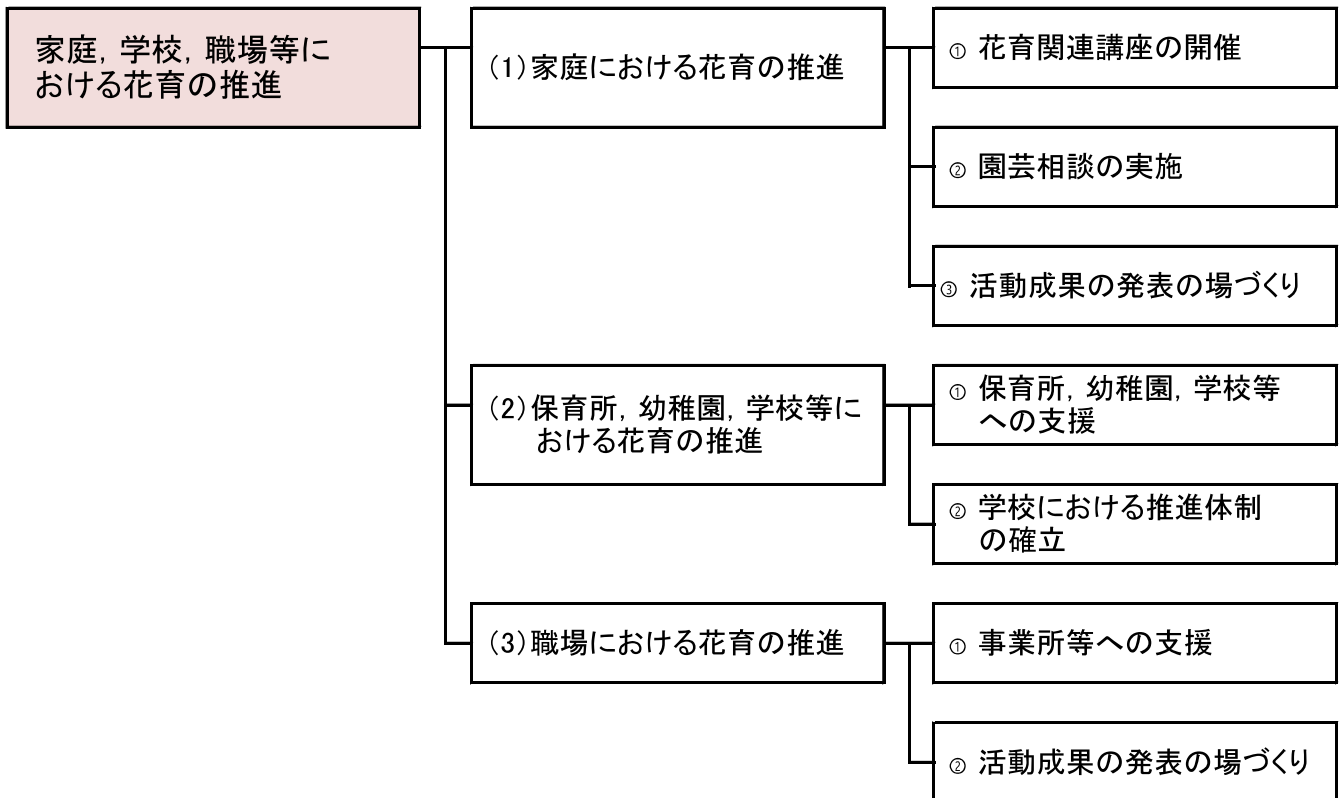 家庭，学校，職場等に
おける花育の推進
（1）家庭における花育の推進
① 花育関連講座の開催
② 園芸相談の実施
③ 活動成果の発表の場づくり
（2）保育所，幼稚園，学校等に
おける花育の推進
① 保育所，幼稚園，学校等
への支援
② 学校における推進体制
の確立
（3）職場における花育の推進
① 事業所等への支援
② 活動成果の発表の場づくり